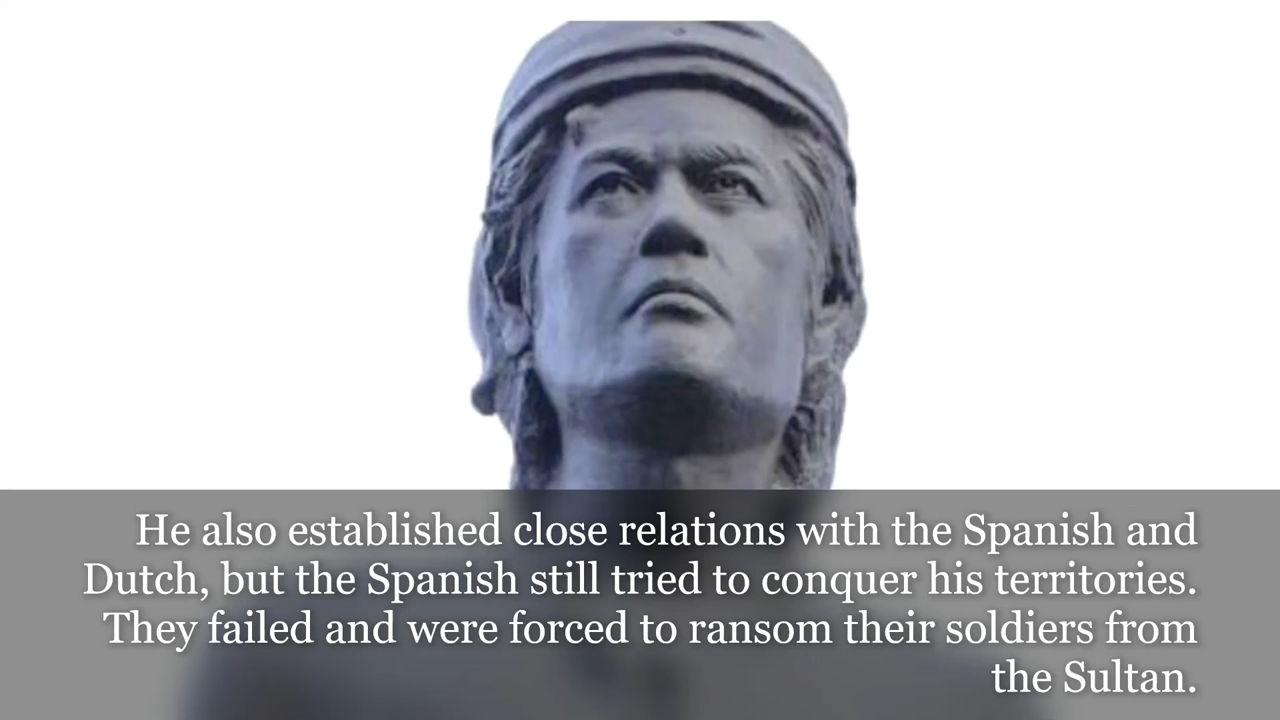 He also established close relations with the Spanish and
Dutch, but the Spanish still tried to conquer his territories.
They failed and were forced to ransom their soldiers from
the Sultan.